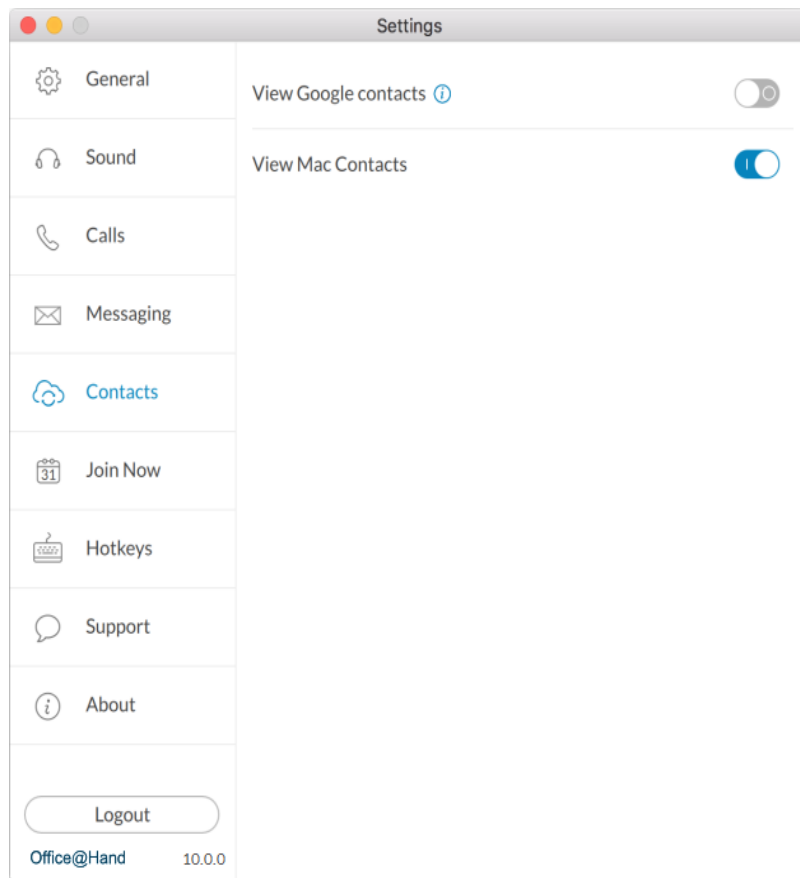 Settings
General
Sound
Calls
Messaging
Contacts
31
Join Now
Hotkeys
Support
About
Logout
Office@Hand 10.0.0
View Google contacts i
View Mac Contacts